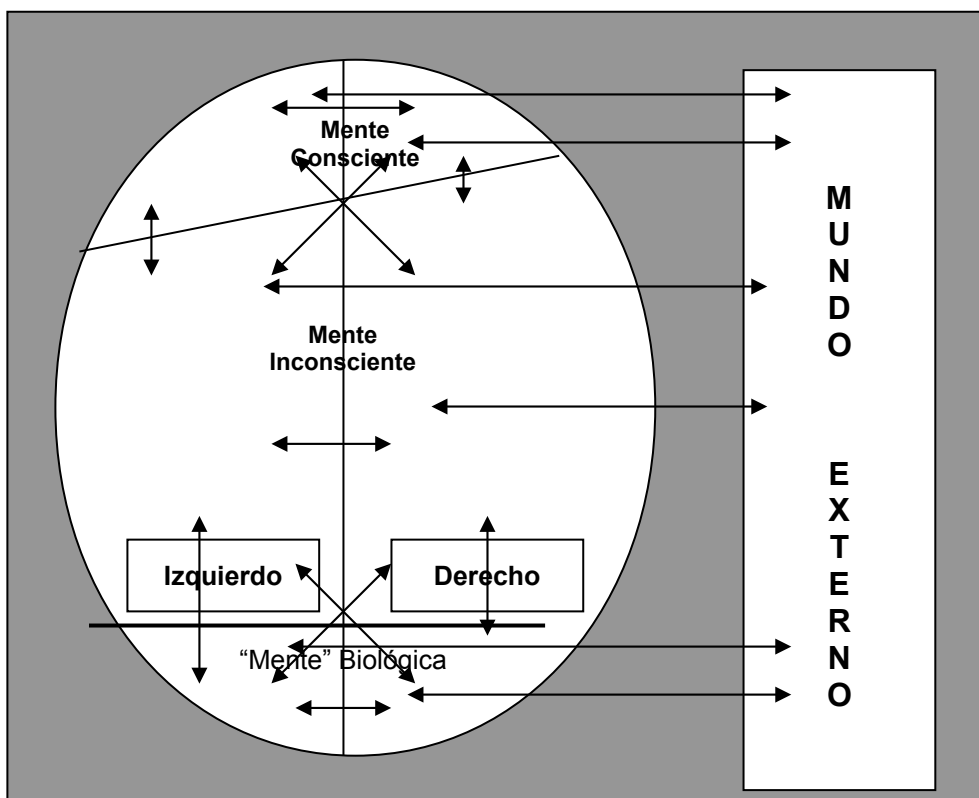 Mente
Consciente
Mente
Inconsciente
Izquierdo
Derecho
“Mente” Biológica
M
U
N
D
O
E
X
T
E
R
N
O